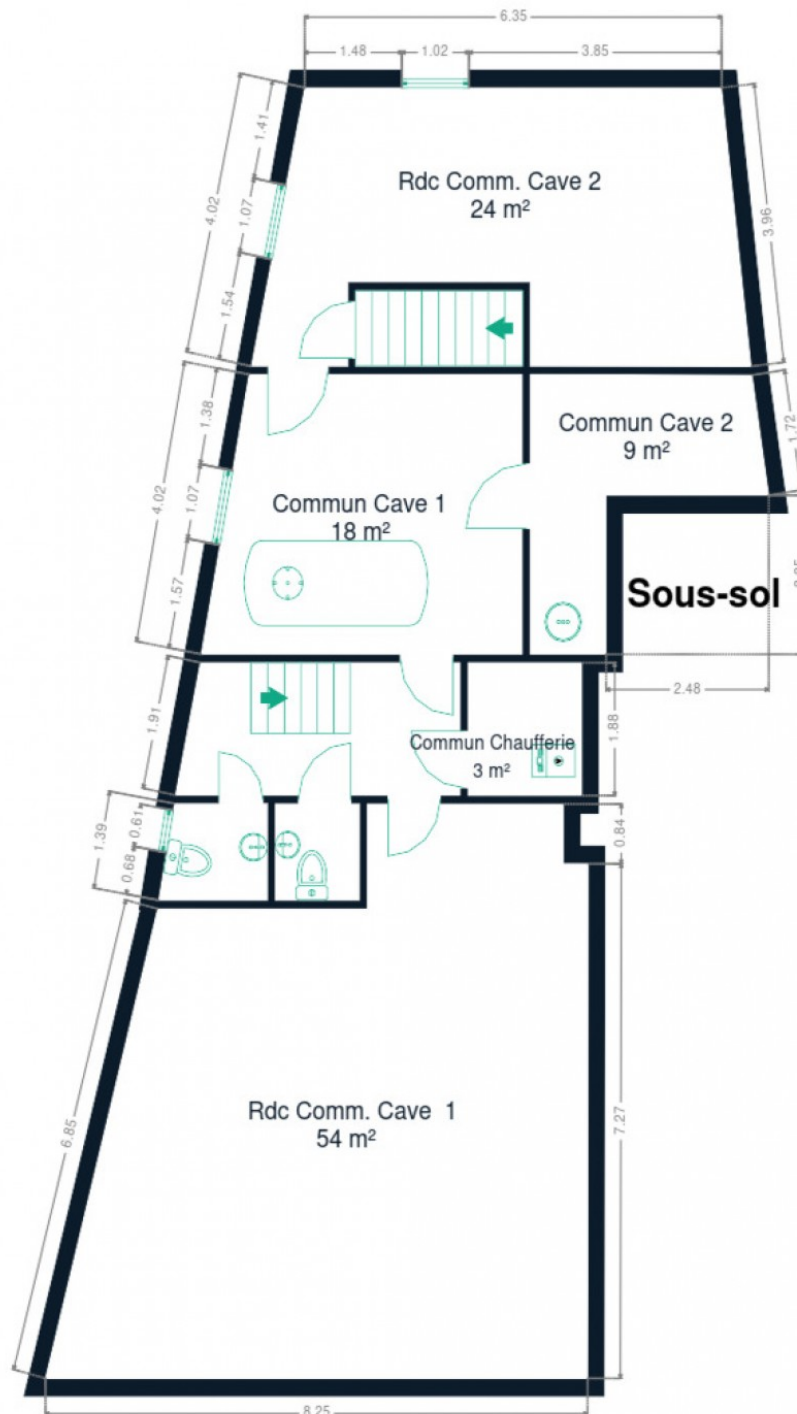 6.35
1.48
1.02
3.85
1.41
4.02
1.07
1.54
3.96
Rdc Comm. Cave 2
24 m²
1.38
4.02
1.07
1.57
Commun Cave 2
9 m²
1.72
Commun Cave 1
18 m²
Sous-sol
2.48
1.91
Commun Chaufferie
3 m²
1.88
1.39
0.61
0.68
0.84
6.85
Rdc Comm. Cave 1
54 m²
7.27
8.25